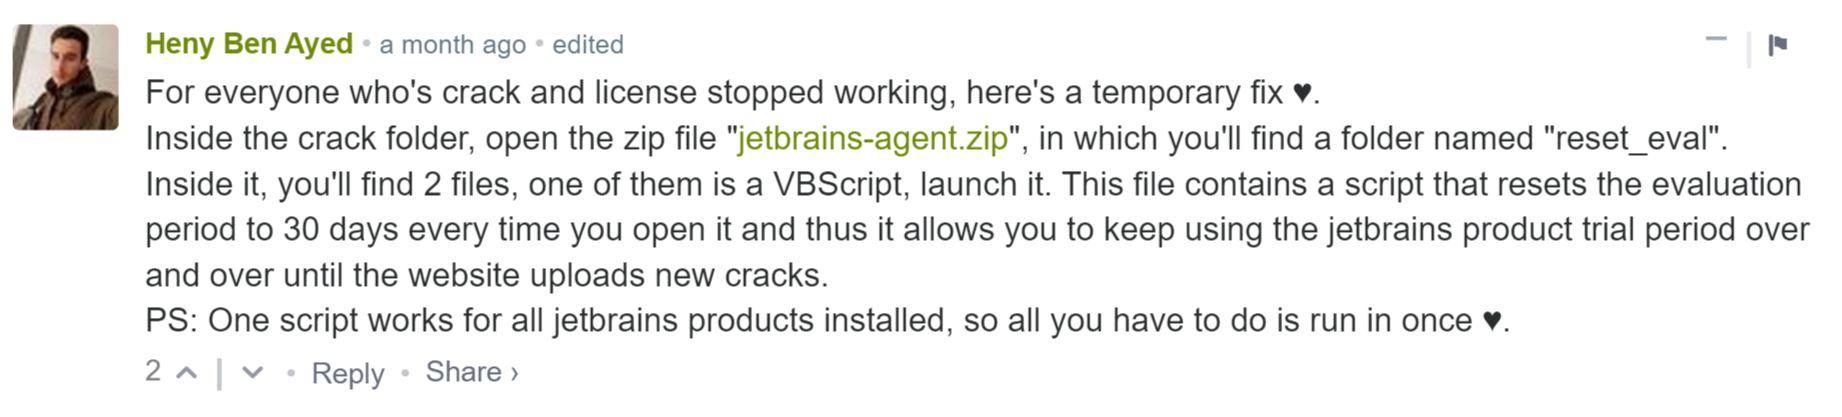 Heny Ben Ayed • a month ago • edited
For everyone who's crack and license stopped working, here's a temporary fix ♥.
Inside the crack folder, open the zip file "jetbrains-agent.zip", in which you'll find a folder named "reset_eval".
Inside it, you'll find 2 files, one of them is a VBScript, launch it. This file contains a script that resets the evaluation
period to 30 days every time you open it and thus it allows you to keep using the jetbrains product trial period over
and over until the website uploads new cracks.
PS: One script works for all jetbrains products installed, so all you have to do is run in once ♥.
2 • Reply • Share ›